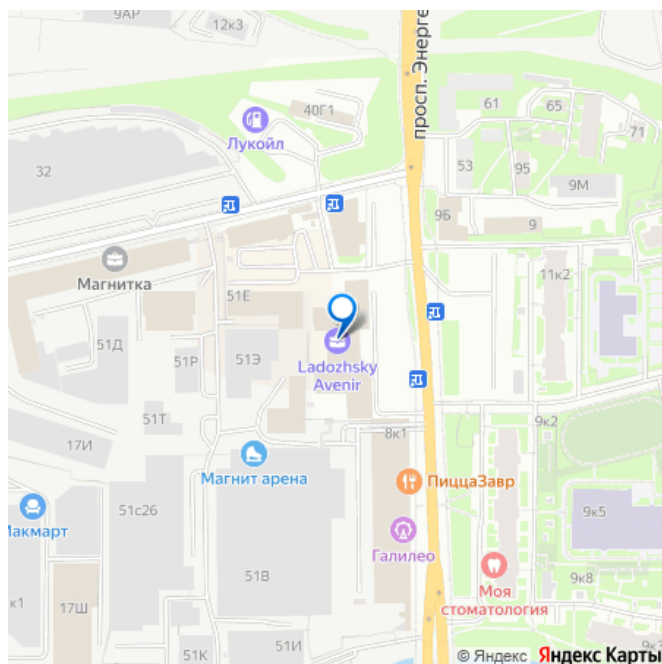 9АР
12к3
просп. Энерге
40Г1
Лукойл
61
65
71
53
95
9М
32
9Б
9
Магнитка
11к2
51Е
51Д
51Р
51Э
Ladozhsky
Avenir
51Т
8к1
9к2
17И
Магнит арена
ПиццаЗавр
51с26
9к5
Макмарт
Галилео
51В
к1
17Ш
Моя
стоматология
9к8
51К
51И
© Яндекс Яндекс Карты